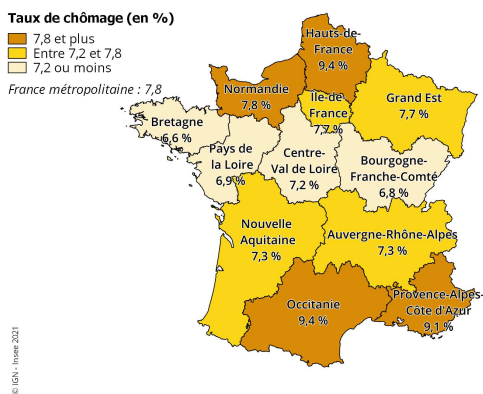 Taux de chômage (en %)
7,8 et plus
Entre 7,2 et 7,8
7,2 ou moins
France métropolitaine : 7,8
Hauts-de-
France
9,4 %
Normandie
7,8 %
Ile-de
France
7,7 %
Grand Est
7,7 %
Bretagne
6,6 %
Pays de
la Loire
6,9 %
Centre-
Val de Loire
7,2 %
Bourgogne-
Franche-Comté
6,8 %
Nouvelle
Aquitaine
7,3 %
Auvergne-Rhône-Alpes
7,3 %
Occitanie
9,4 %
Provence-Alpes-
Côte d'Azur
9,1 %
© IGN - Insee 2021